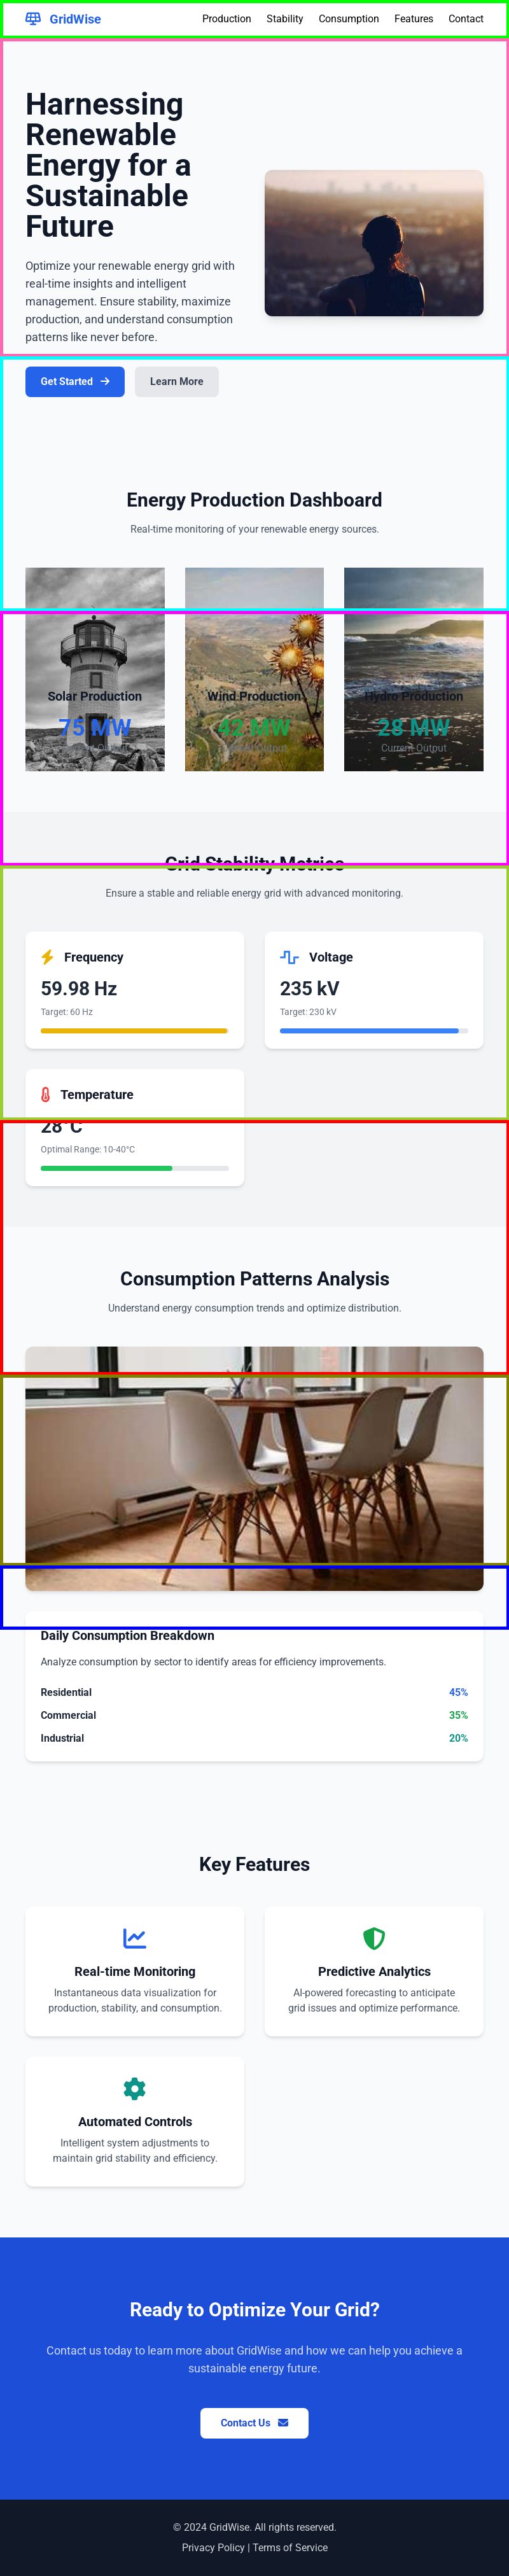 GridWise
Production Stability Consumption Features Contact
Harnessing
Renewable
Energy for a
Sustainable
Future
Optimize your renewable energy grid with
real-time insights and intelligent
management. Ensure stability, maximize
production, and understand consumption
patterns like never before.
Get Started Learn More
Energy Production Dashboard
Real-time monitoring of your renewable energy sources.
Solar Production
75 MW
Wind Production
42 MW
Output
Hydro Production
28 MW
Current Output
Grid Stability Metrics
Ensure a stable and reliable energy grid with advanced monitoring.
Frequency
59.98 Hz
Target: 60 Hz
Voltage
235 kV
Target: 230 kV
Temperature
28°C
Optimal Range: 10-40°C
Consumption Patterns Analysis
Understand energy consumption trends and optimize distribution.
Daily Consumption Breakdown
Analyze consumption by sector to identify areas for efficiency improvements.
Residential 45%
Commercial 35%
Industrial 20%
Key Features
Real-time Monitoring
Instantaneous data visualization for
production, stability, and consumption.
Predictive Analytics
AI-powered forecasting to anticipate
grid issues and optimize performance.
Automated Controls
Intelligent system adjustments to
maintain grid stability and efficiency.
Ready to Optimize Your Grid?
Contact us today to learn more about GridWise and how we can help you achieve a
sustainable energy future.
Contact Us
© 2024 GridWise. All rights reserved.
Privacy Policy | Terms of Service